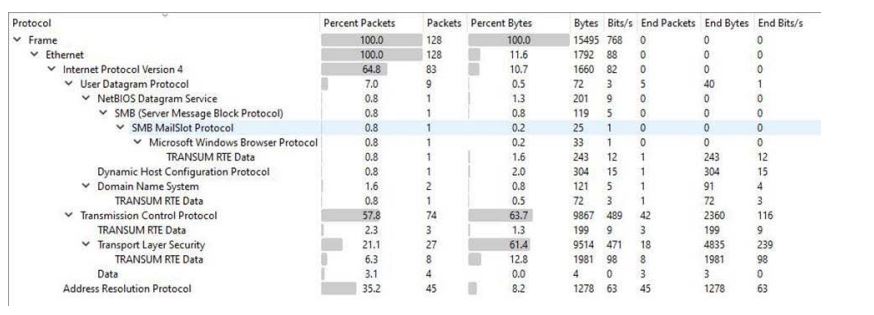 Protocol Percent Packets Packets Percent Bytes Bytes Bits/s End Packets End Bytes End Bits/s
Frame 100.0 128 100.0 15495 768 0 0 0
Ethernet 100.0 128 11.6 1792 88 0 0 0
Internet Protocol Version 4 64.8 83 10.7 1660 82 0 0 0
User Datagram Protocol 7.0 9 0.5 72 3 5 40 1
NetBIOS Datagram Service 0.8 1 1.3 201 9 0 0 0
SMB (Server Message Block Protocol) 0.8 1 0.8 119 5 0 0 0
SMB MailSlot Protocol 0.8 1 0.2 25 1 0 0 0
Microsoft Windows Browser Protocol 0.8 1 0.2 33 1 0 0 0
TRANSUM RTE Data 0.8 1 1.6 243 12 1 243 12
Dynamic Host Configuration Protocol 0.8 1 2.0 304 15 1 304 15
Domain Name System 1.6 2 0.8 121 5 1 91 4
TRANSUM RTE Data 0.8 1 0.5 72 3 1 72 3
Transmission Control Protocol 57.8 74 63.7 9867 489 42 2360 116
TRANSUM RTE Data 2.3 3 1.3 199 9 3 199 9
Transport Layer Security 21.1 27 61.4 9514 471 18 4835 239
TRANSUM RTE Data 6.3 8 12.8 1981 98 8 1981 98
Data 3.1 4 0.0 4 0 3 3 0
Address Resolution Protocol 35.2 45 8.2 1278 63 45 1278 63